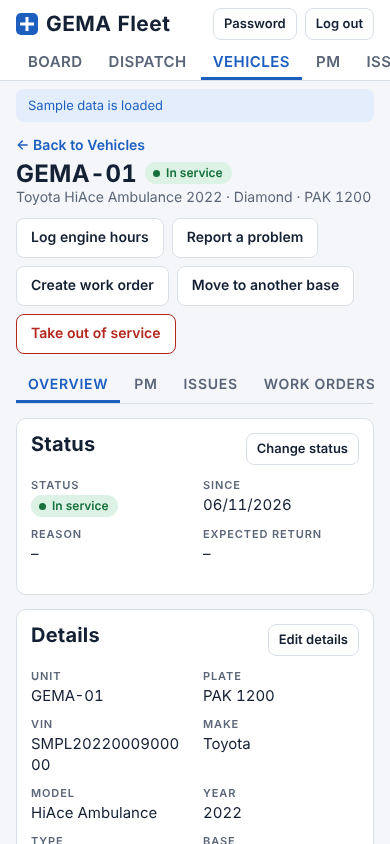 GEMA Fleet
Password
Log out
BOARD DISPATCH VEHICLES PM ISS
Sample data is loaded
← Back to Vehicles
GEMA-01 In service
Toyota HiAce Ambulance 2022 · Diamond · PAK 1200
Log engine hours
Report a problem
Create work order
Move to another base
Take out of service
OVERVIEW PM ISSUES WORK ORDERS
Status
Change status
STATUS SINCE
In service 06/11/2026
REASON EXPECTED RETURN
– –
Details
Edit details
UNIT PLATE
GEMA-01 PAK 1200
VIN MAKE
SMPL20220009000 Toyota
00
MODEL YEAR
HiAce Ambulance 2022
TYPE BASE